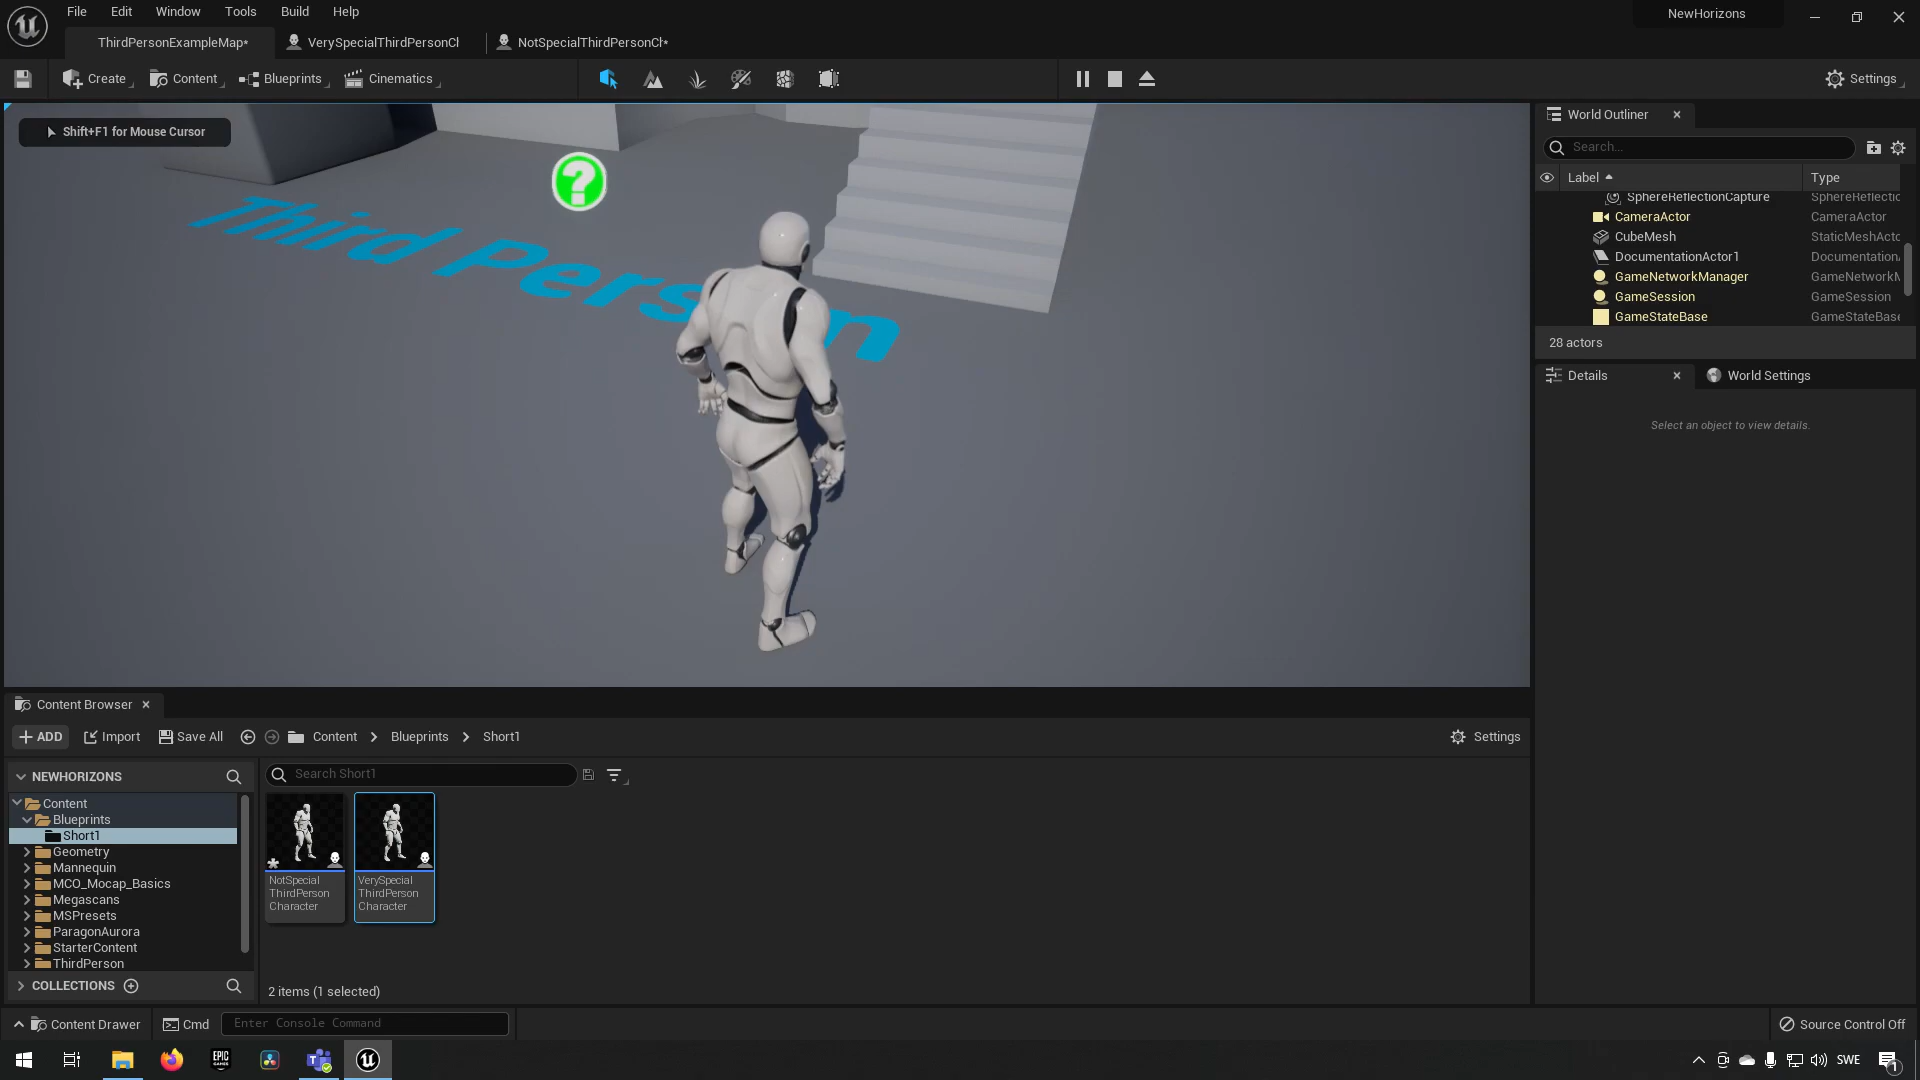 File Edit Window Tools Build Help
NewHorizons
ThirdPersonExampleMap*
VerySpecialThirdPersonCl
NotSpecialThirdPersonCl*
Create Content Blueprints Cinematics
Settings
Shift+F1 for Mouse Cursor
?
Third Person
World Outliner
Search...
Label Type
SphereReflectionCapture SphereReflectic
CameraActor CameraActor
CubeMesh StaticMeshActo
DocumentationActor1 Documentation
GameNetworkManager GameNetworkM
GameSession GameSession
GameStateBase GameStateBase
28 actors
Details World Settings
Select an object to view details.
Content Browser
ADD Import Save All Content Blueprints Short1 Settings
NEWHORIZONS
Search Short1
Content
Blueprints
Short1
Geometry
Mannequin
MCO_Mocap_Basics
Megascans
MSPresets
ParagonAurora
StarterContent
ThirdPerson
COLLECTIONS
NotSpecial
ThirdPerson
Character
VerySpecial
ThirdPerson
Character
2 items (1 selected)
Content Drawer Cmd Enter Console Command
Source Control Off
EPIC
GAMES
SWE
1